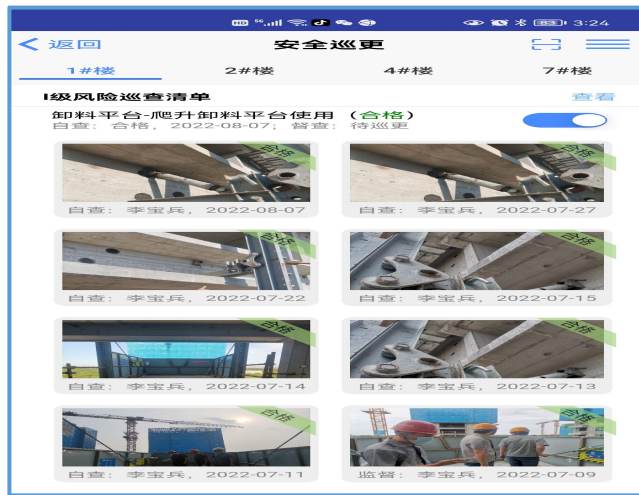 HD 5G 83 3:24
返回 安全巡更
1#楼 2#楼 4#楼 7#楼
I级风险巡查清单 查看
卸料平台-爬升卸料平台使用（合格）
自查：合格，2022-08-07；督查：待巡更
合格 合格
自查：李宝兵，2022-08-07 自查：李宝兵，2022-07-27
合格 合格
自查：李宝兵，2022-07-22 自查：李宝兵，2022-07-15
合格 合格
自查：李宝兵，2022-07-14 自查：李宝兵，2022-07-13
合格 合格
自查：李宝兵，2022-07-11 监督：李宝兵，2022-07-09